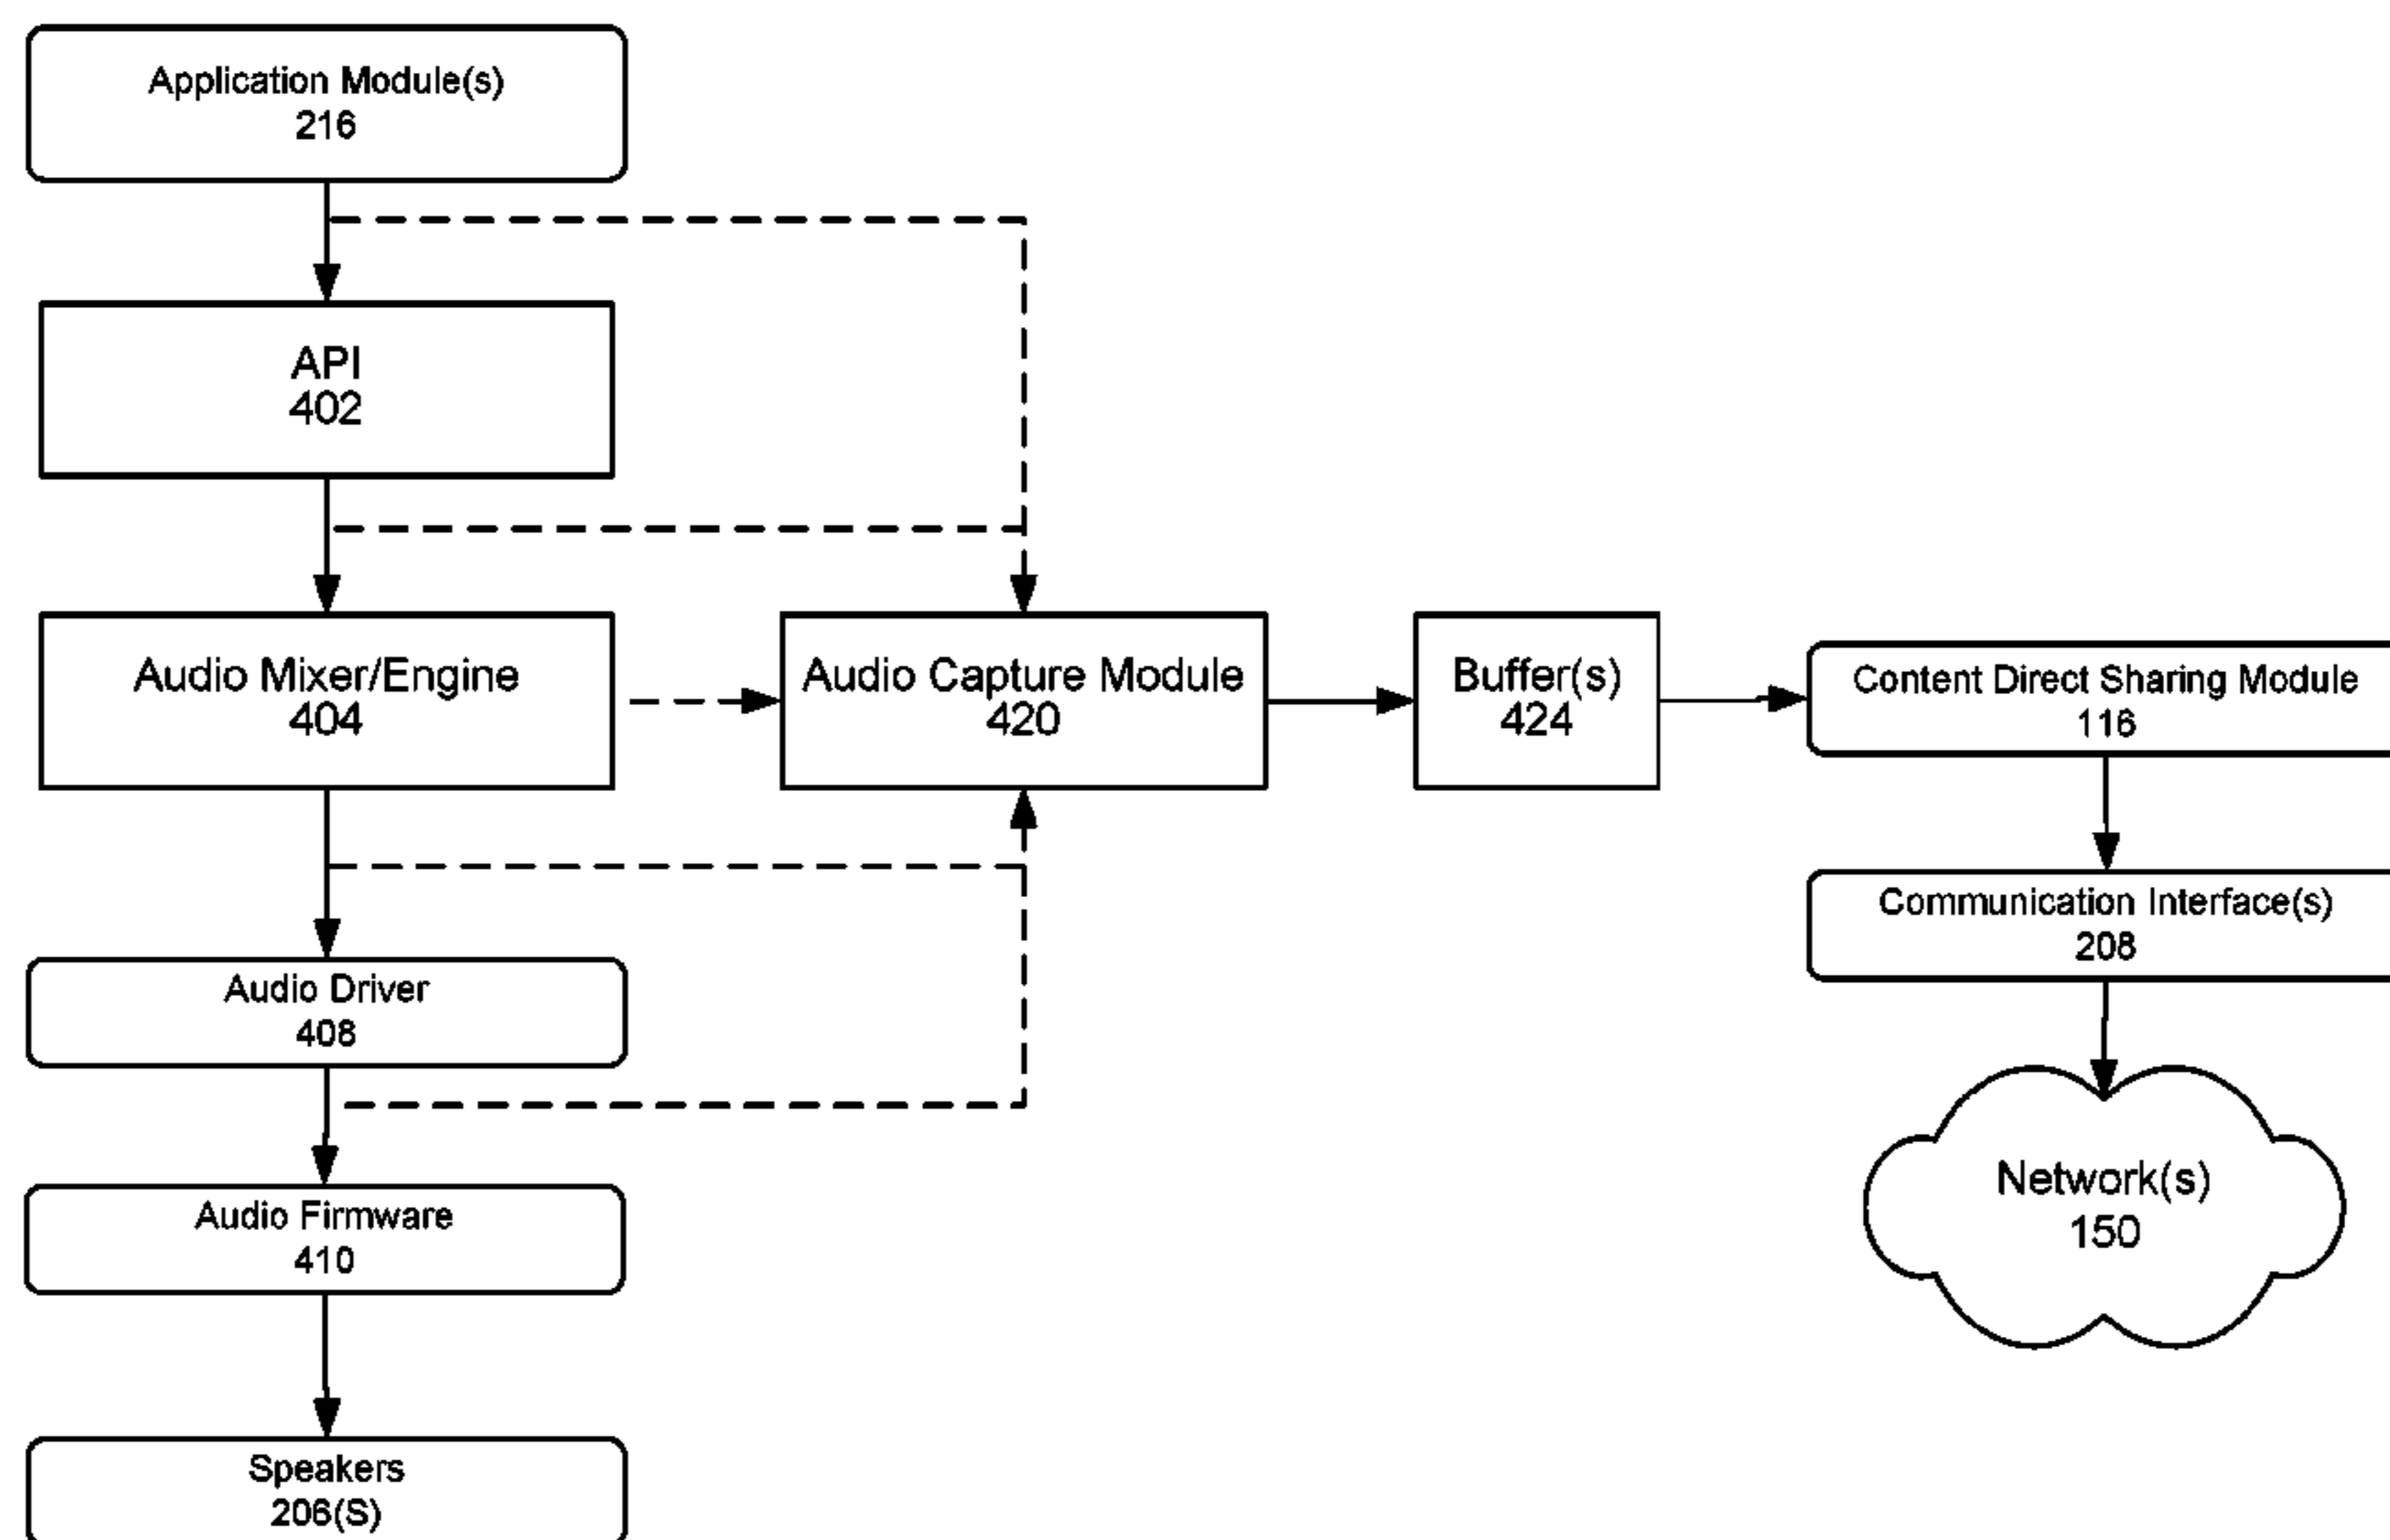 Application Module(s)
216
API
402
Audio Mixer/Engine
404
Audio Capture Module
420
Buffer(s)
424
Content Direct Sharing Module
116
Communication Interface(s)
208
Audio Driver
408
Network(s)
150
Audio Firmware
410
Speakers
206(S)